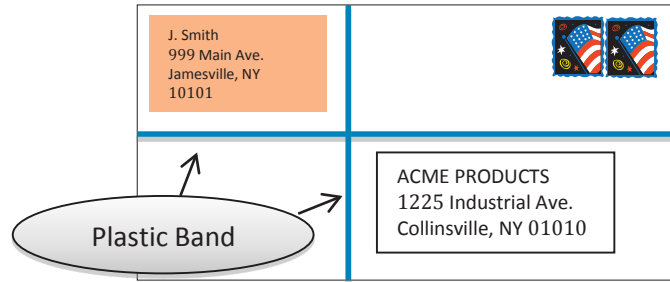 J. Smith
999 Main Ave.
Jamesville, NY
10101
ACME PRODUCTS
1225 Industrial Ave.
Collinsville, NY 01010
Plastic Band